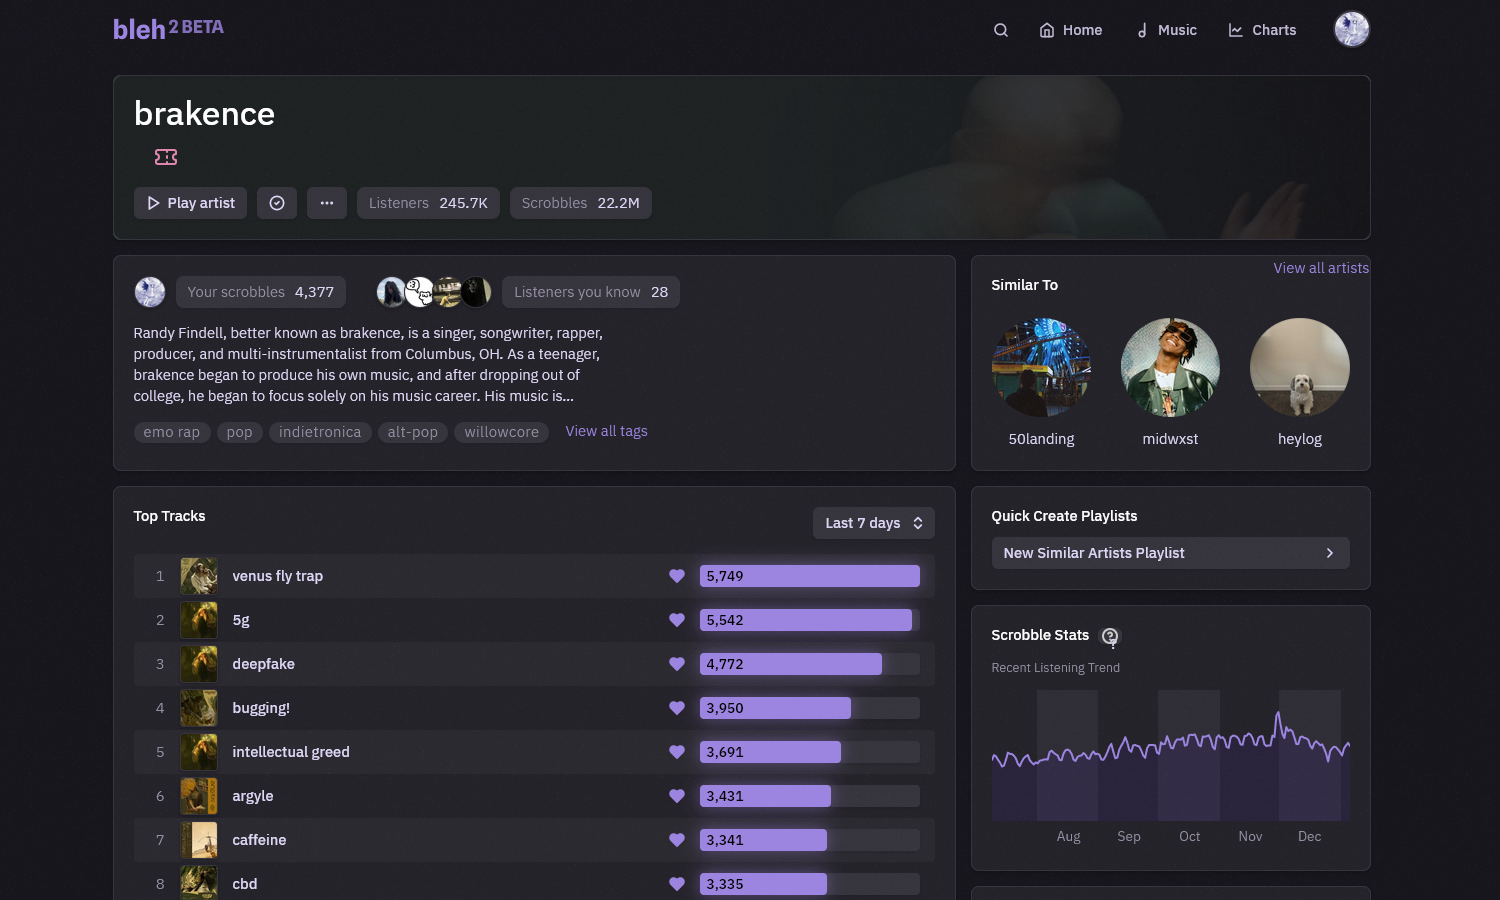 bleh 2 BETA
Home
Music
Charts
brakence
Play artist
Listeners 245.7K
Scrobbles 22.2M
Your scrobbles 4,377
Listeners you know 28
Randy Findell, better known as brakence, is a singer, songwriter, rapper,
producer, and multi-instrumentalist from Columbus, OH. As a teenager,
brakence began to produce his own music, and after dropping out of
college, he began to focus solely on his music career. His music is...
emo rap pop indietronica alt-pop willowcore View all tags
View all artists
Similar To
50landing
midwxst
heylog
Top Tracks
Last 7 days
1 venus fly trap 5,749
2 5g 5,542
3 deepfake 4,772
4 bugging! 3,950
5 intellectual greed 3,691
6 argyle 3,431
7 caffeine 3,341
8 cbd 3,335
Quick Create Playlists
New Similar Artists Playlist
Scrobble Stats
Recent Listening Trend
Aug Sep Oct Nov Dec